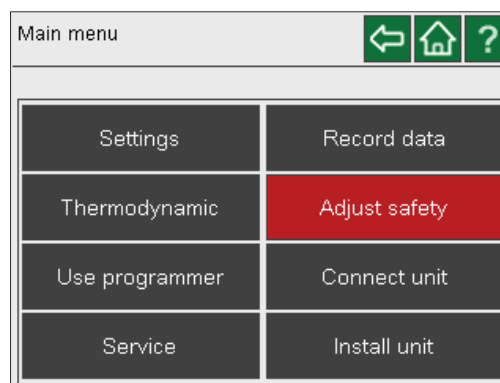 Main menu
?
Settings
Record data
Thermodynamic
Adjust safety
Use programmer
Connect unit
Service
Install unit